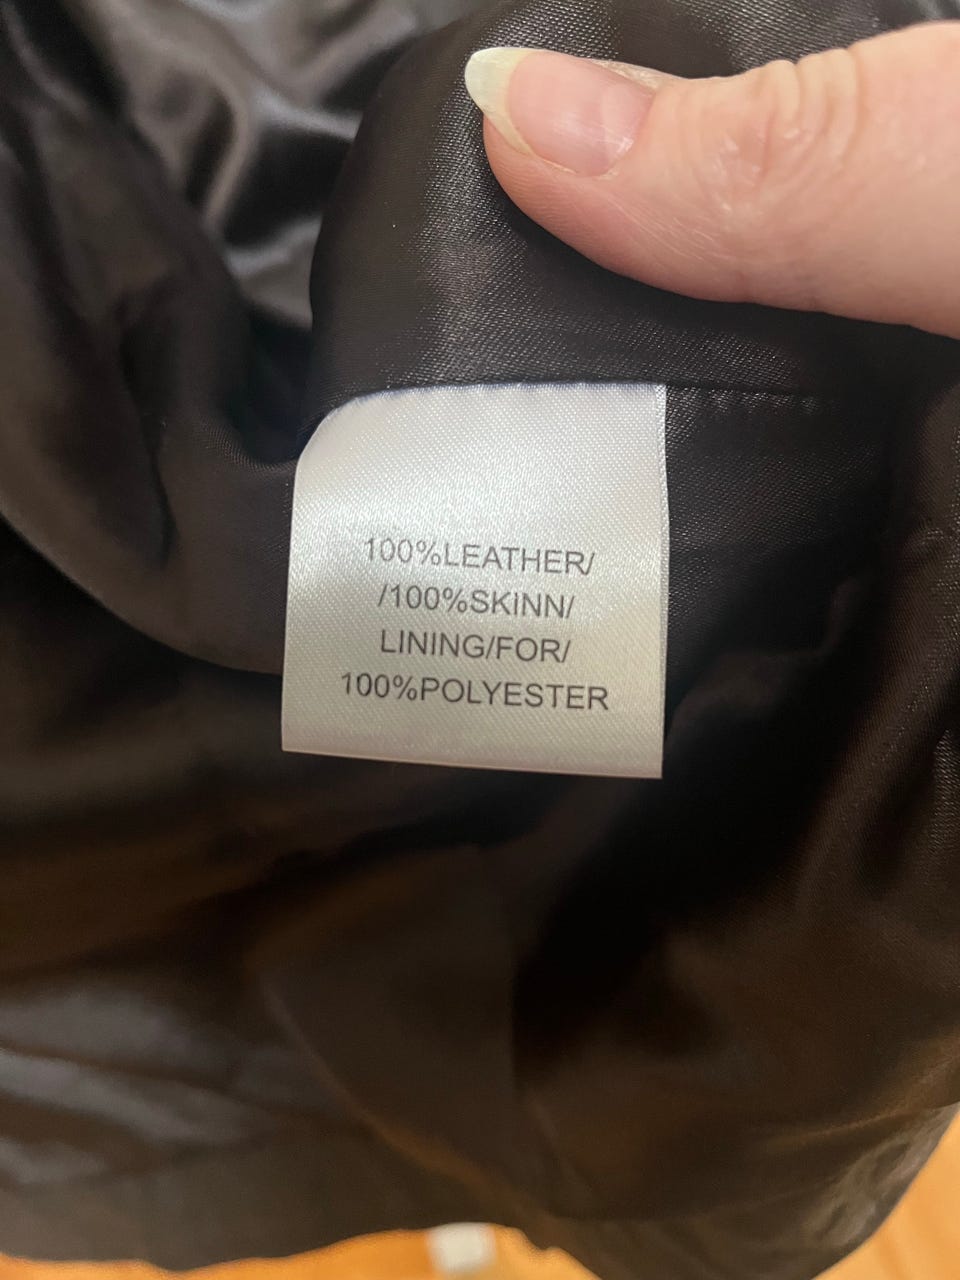 100%LEATHER/
/100%SKINN/
LINING/FOR/
100%POLYESTER